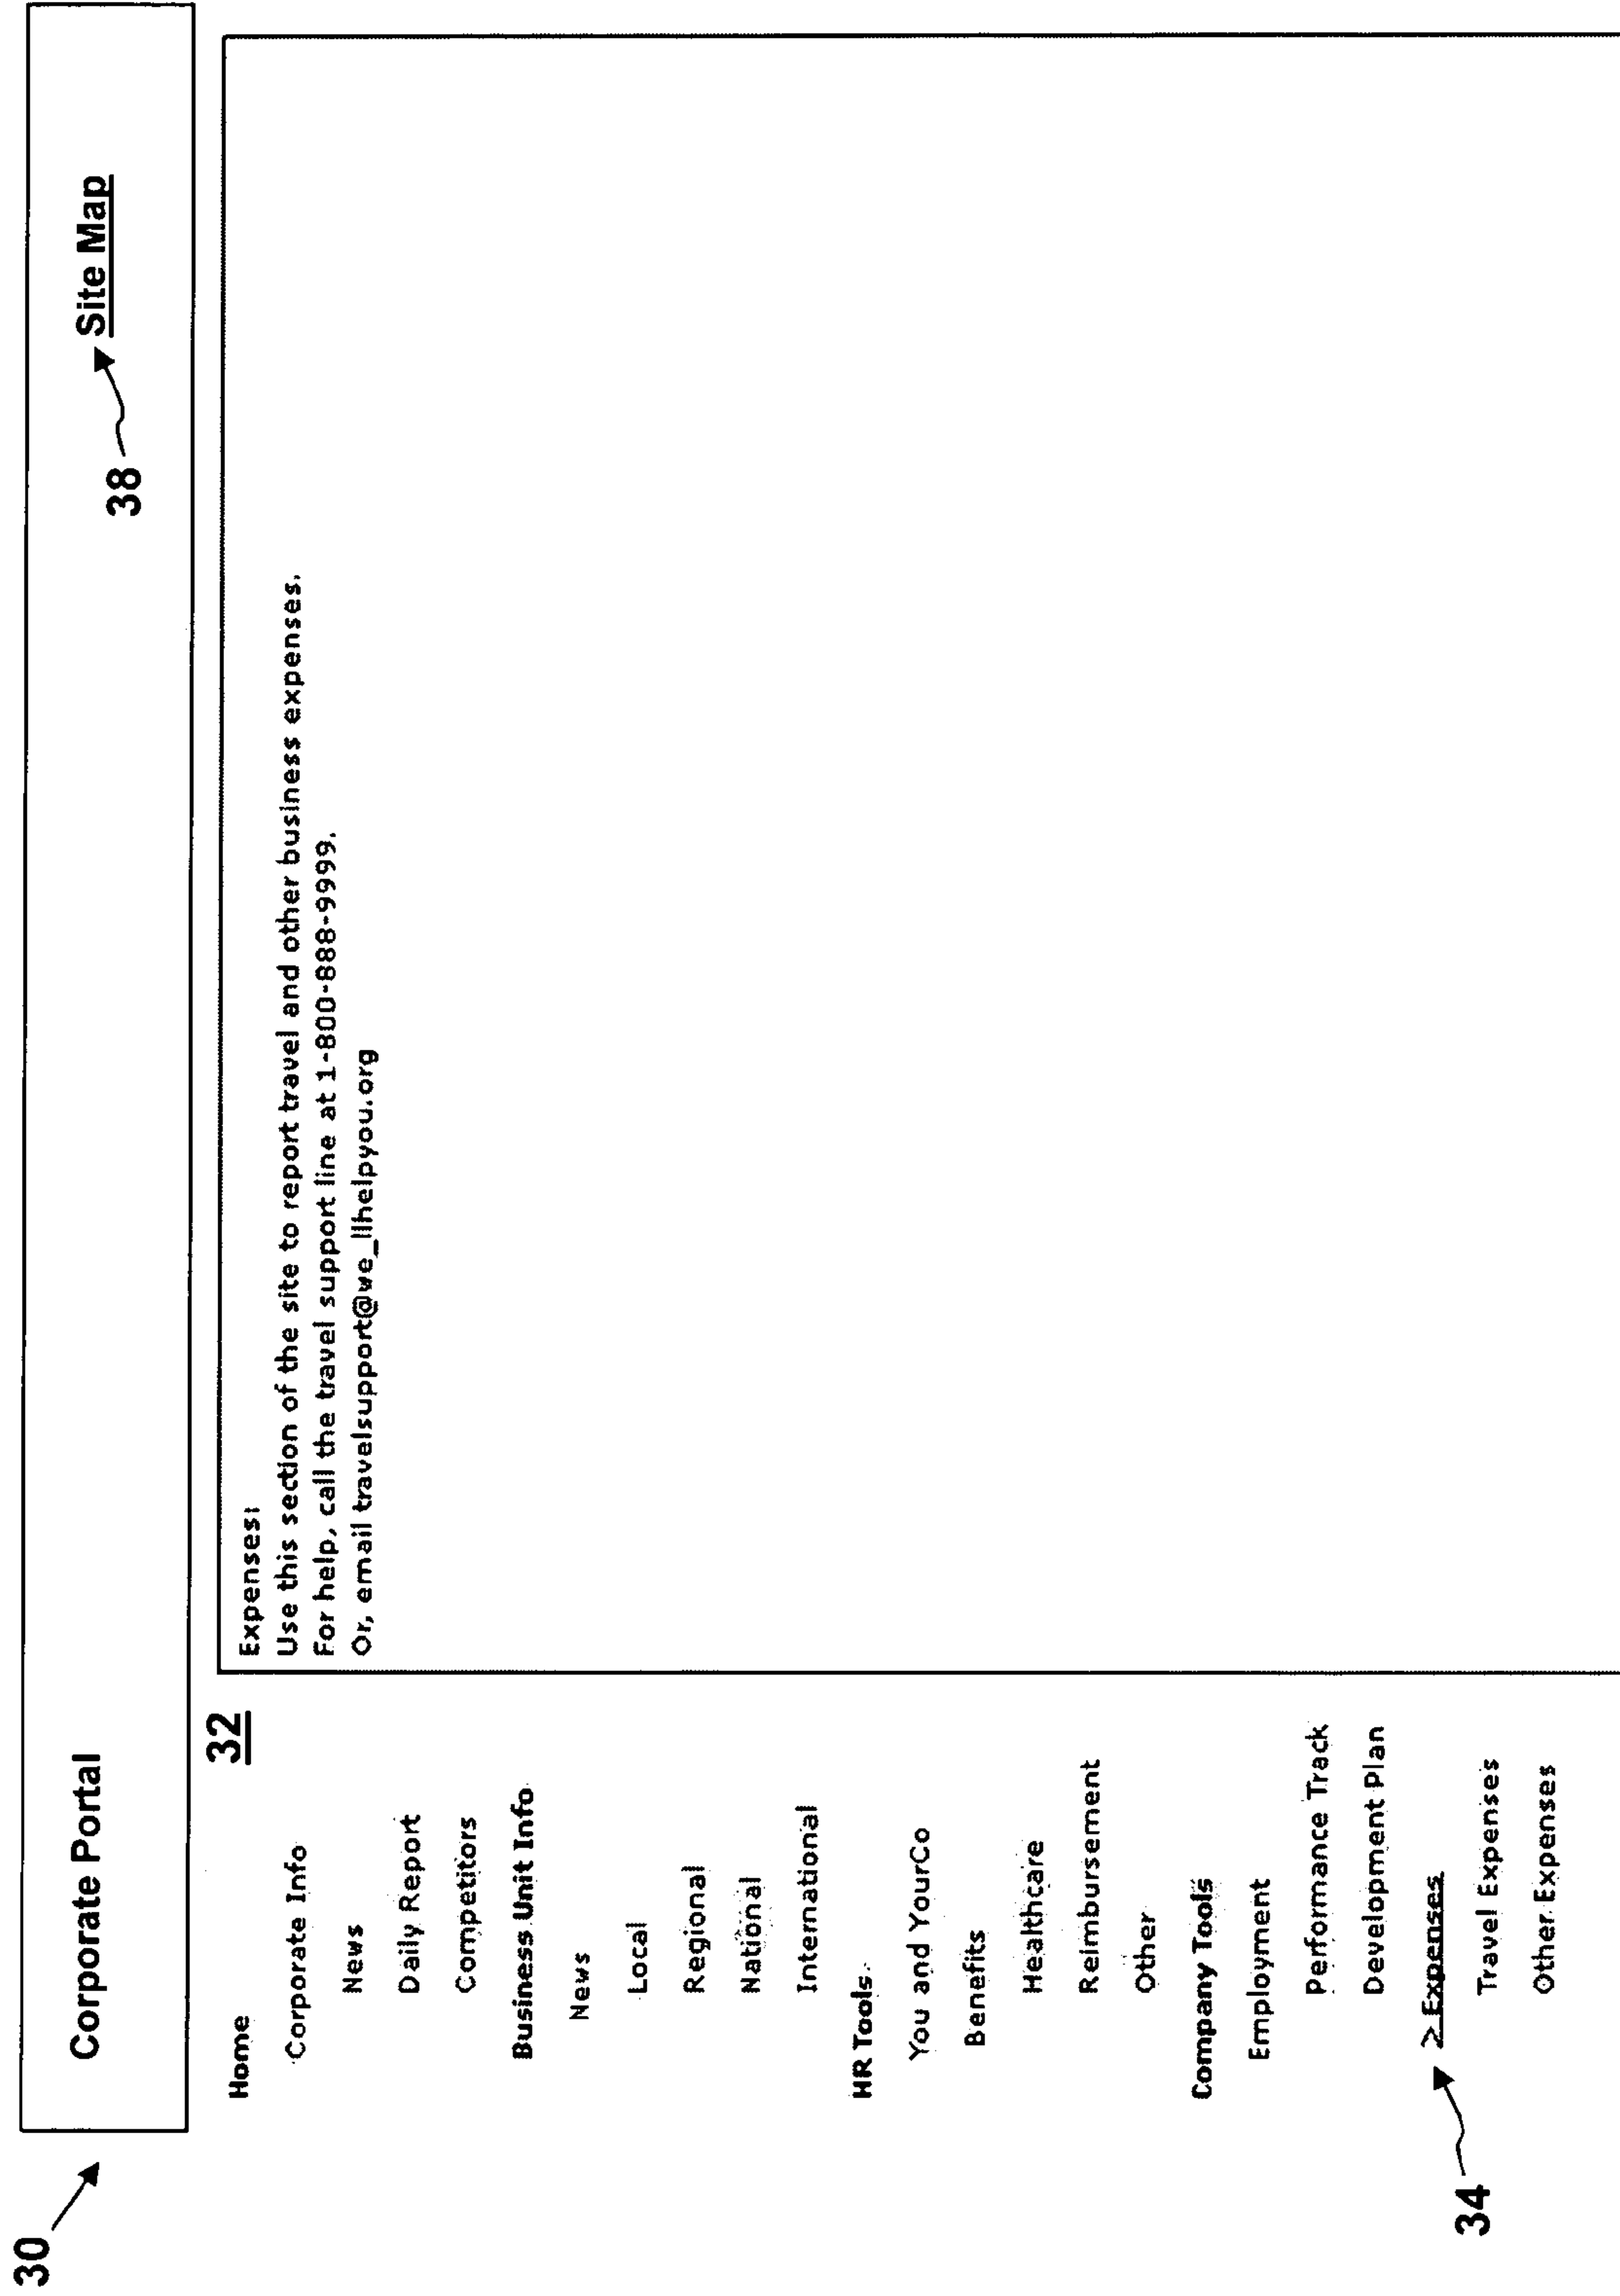 30
Corporate Portal
38
Site Map
32
Home
Corporate Info
News
Daily Report
Competitors
Business Unit Info
News
Local
Regional
National
International
HR Tools
You and YourCo
Benefits
Healthcare
Reimbursement
Other
Company Tools
Employment
Performance Track
Development Plan
34
> Expenses
Travel Expenses
Other Expenses
Expenses:
Use this section of the site to report travel and other business expenses.
For help, call the travel support line at 1-800-888-9999.
Or, email travelsupport@we_llhelpyou.org